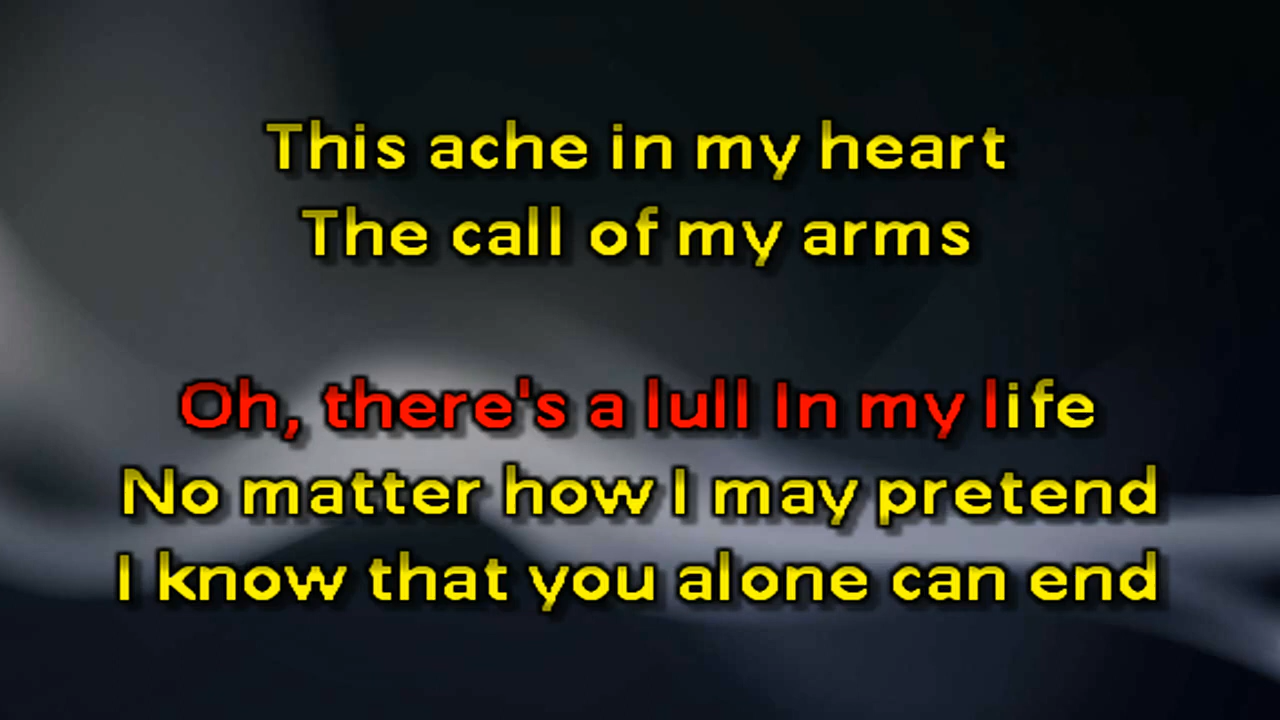 This ache in my heart
The call of my arms
Oh, there's a lull In my life
No matter how I may pretend
I know that you alone can end